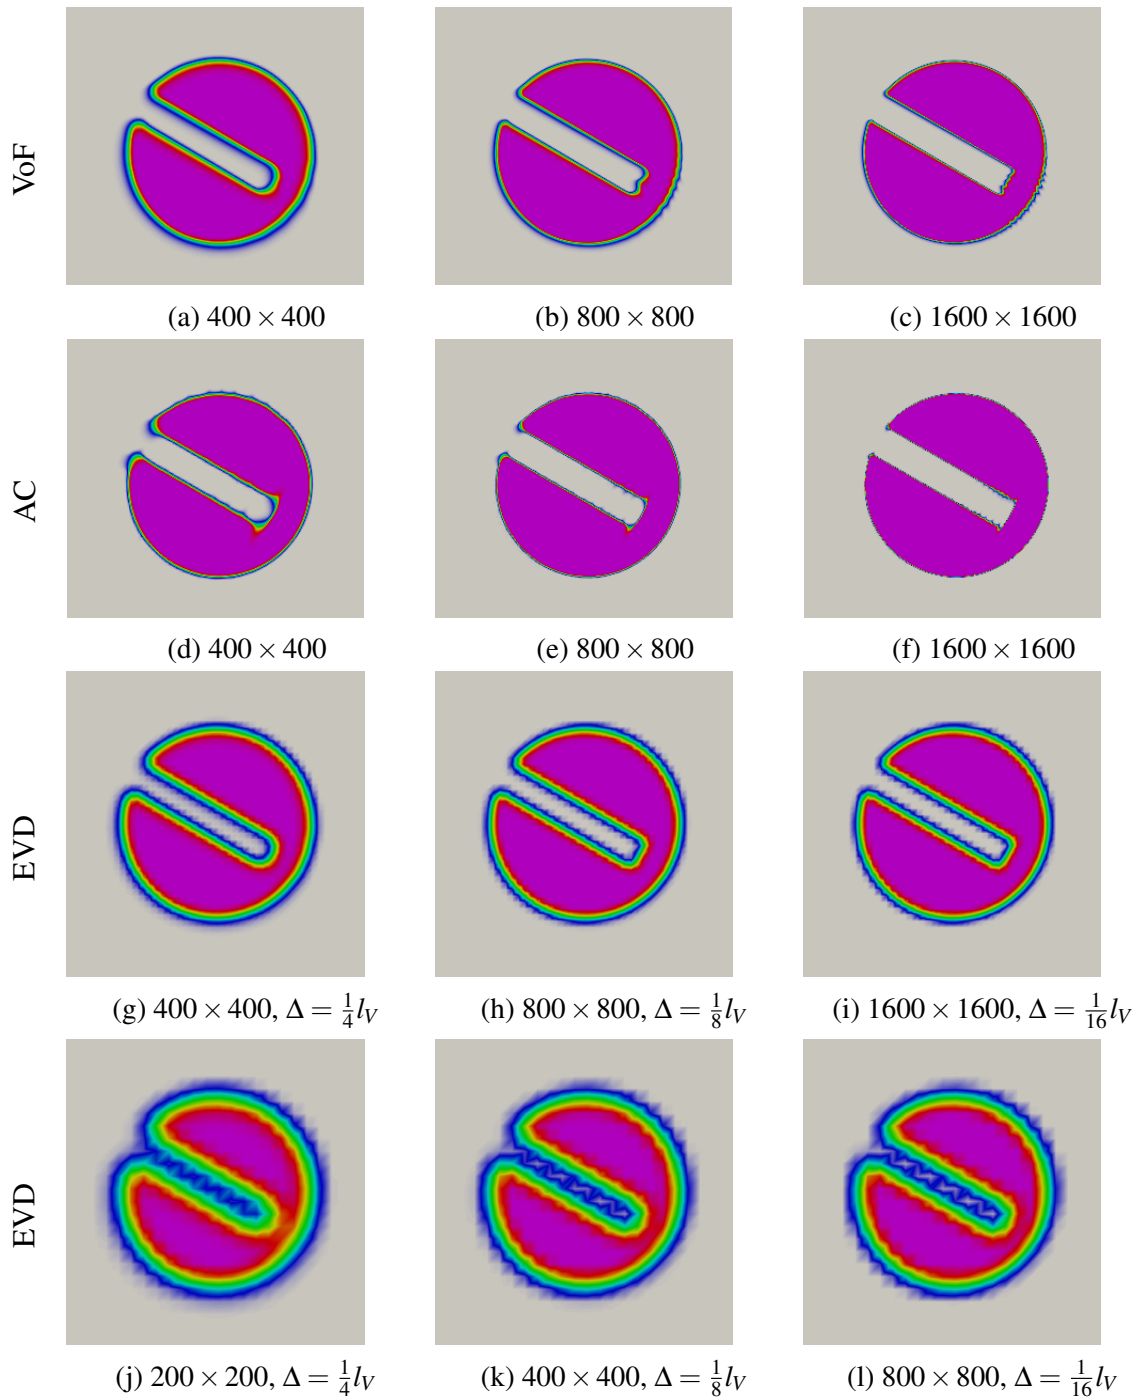 VoF
(a) 400 × 400
(b) 800 × 800
(c) 1600 × 1600
AC
(d) 400 × 400
(e) 800 × 800
(f) 1600 × 1600
EVD
(g) 400 × 400, Δ = 1/4 l_V
(h) 800 × 800, Δ = 1/8 l_V
(i) 1600 × 1600, Δ = 1/16 l_V
EVD
(j) 200 × 200, Δ = 1/4 l_V
(k) 400 × 400, Δ = 1/8 l_V
(l) 800 × 800, Δ = 1/16 l_V